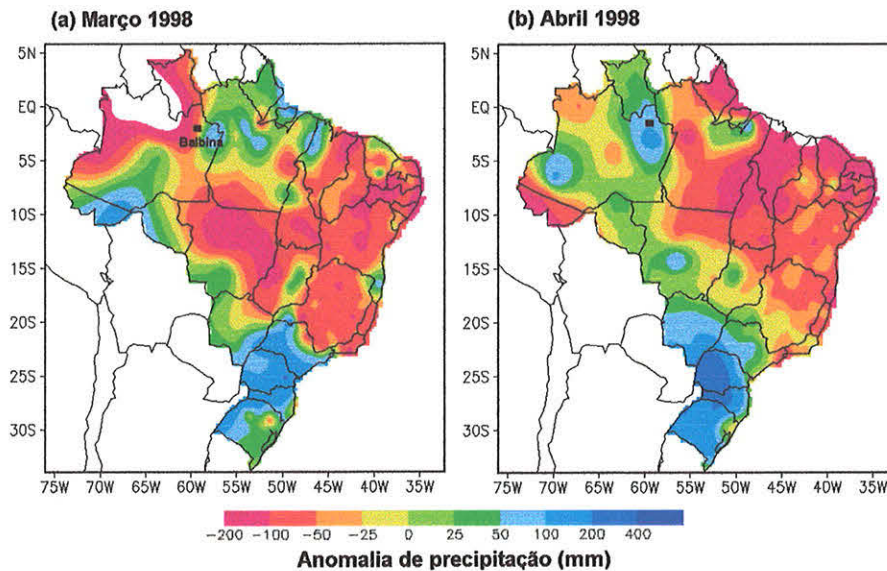 (a) Março 1998
(b) Abril 1998
5N
EQ
5S
10S
15S
20S
25S
30S
Balbina
75W 70W 65W 60W 55W 50W 45W 40W 35W
5N
EQ
5S
10S
15S
20S
25S
30S
75W 70W 65W 60W 55W 50W 45W 40W 35W
-200 -100 -50 -25 0 25 50 100 200 400
Anomalia de precipitação (mm)